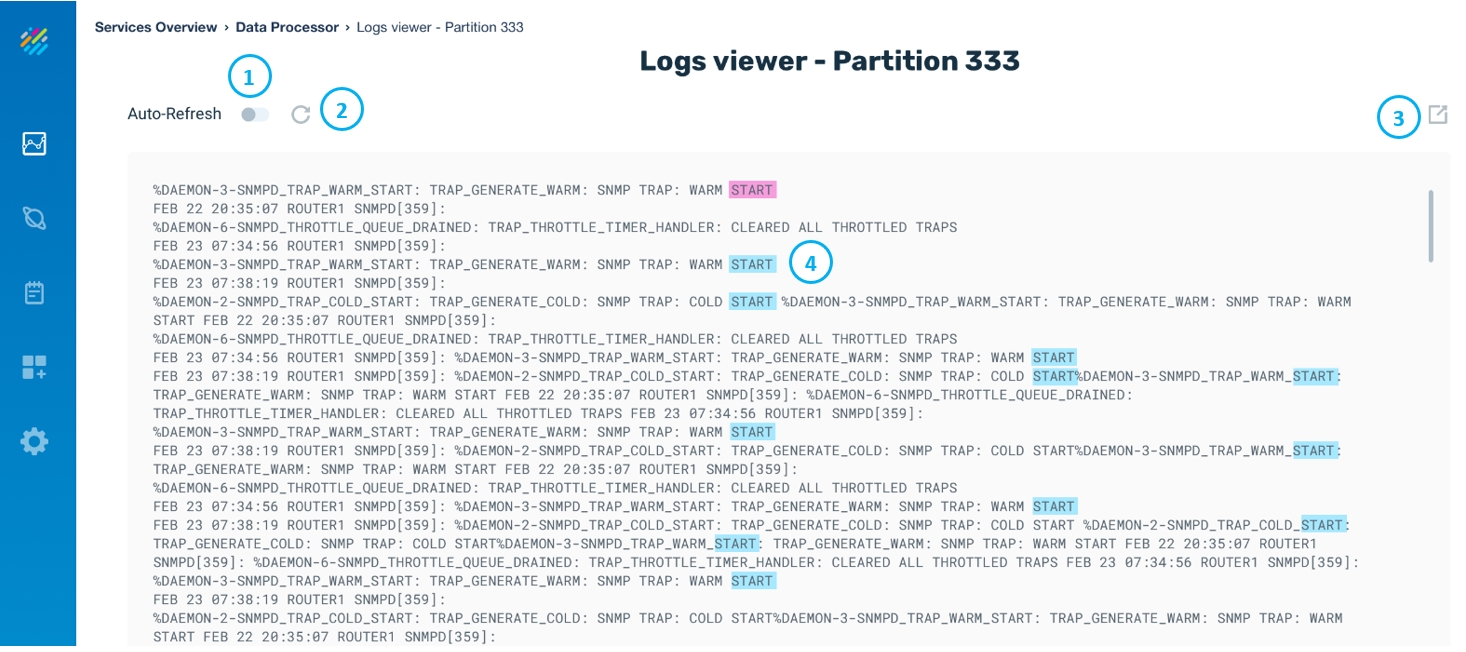 Services Overview › Data Processor › Logs viewer - Partition 333
Logs viewer - Partition 333
1
Auto-Refresh
2
3
%DAEMON-3-SNMPD_TRAP_WARM_START: TRAP_GENERATE_WARM: SNMP TRAP: WARM START
FEB 22 20:35:07 ROUTER1 SNMPD[359]:
%DAEMON-6-SNMPD_THROTTLE_QUEUE_DRAINED: TRAP_THROTTLE_TIMER_HANDLER: CLEARED ALL THROTTLED TRAPS
FEB 23 07:34:56 ROUTER1 SNMPD[359]:
%DAEMON-3-SNMPD_TRAP_WARM_START: TRAP_GENERATE_WARM: SNMP TRAP: WARM START
4
FEB 23 07:38:19 ROUTER1 SNMPD[359]:
%DAEMON-2-SNMPD_TRAP_COLD_START: TRAP_GENERATE_COLD: SNMP TRAP: COLD START %DAEMON-3-SNMPD_TRAP_WARM_START: TRAP_GENERATE_WARM: SNMP TRAP: WARM
START FEB 22 20:35:07 ROUTER1 SNMPD[359]:
%DAEMON-6-SNMPD_THROTTLE_QUEUE_DRAINED: TRAP_THROTTLE_TIMER_HANDLER: CLEARED ALL THROTTLED TRAPS
FEB 23 07:34:56 ROUTER1 SNMPD[359]: %DAEMON-3-SNMPD_TRAP_WARM_START: TRAP_GENERATE_WARM: SNMP TRAP: WARM START
FEB 23 07:38:19 ROUTER1 SNMPD[359]: %DAEMON-2-SNMPD_TRAP_COLD_START: TRAP_GENERATE_COLD: SNMP TRAP: COLD START%DAEMON-3-SNMPD_TRAP_WARM_START:
TRAP_GENERATE_WARM: SNMP TRAP: WARM START FEB 22 20:35:07 ROUTER1 SNMPD[359]: %DAEMON-6-SNMPD_THROTTLE_QUEUE_DRAINED:
TRAP_THROTTLE_TIMER_HANDLER: CLEARED ALL THROTTLED TRAPS FEB 23 07:34:56 ROUTER1 SNMPD[359]:
%DAEMON-3-SNMPD_TRAP_WARM_START: TRAP_GENERATE_WARM: SNMP TRAP: WARM START
FEB 23 07:38:19 ROUTER1 SNMPD[359]: %DAEMON-2-SNMPD_TRAP_COLD_START: TRAP_GENERATE_COLD: SNMP TRAP: COLD START%DAEMON-3-SNMPD_TRAP_WARM_START:
TRAP_GENERATE_WARM: SNMP TRAP: WARM START FEB 22 20:35:07 ROUTER1 SNMPD[359]:
%DAEMON-6-SNMPD_THROTTLE_QUEUE_DRAINED: TRAP_THROTTLE_TIMER_HANDLER: CLEARED ALL THROTTLED TRAPS
FEB 23 07:34:56 ROUTER1 SNMPD[359]: %DAEMON-3-SNMPD_TRAP_WARM_START: TRAP_GENERATE_WARM: SNMP TRAP: WARM START
FEB 23 07:38:19 ROUTER1 SNMPD[359]: %DAEMON-2-SNMPD_TRAP_COLD_START: TRAP_GENERATE_COLD: SNMP TRAP: COLD START %DAEMON-2-SNMPD_TRAP_COLD_START:
TRAP_GENERATE_COLD: SNMP TRAP: COLD START%DAEMON-3-SNMPD_TRAP_WARM_START: TRAP_GENERATE_WARM: SNMP TRAP: WARM START FEB 22 20:35:07 ROUTER1
SNMPD[359]: %DAEMON-6-SNMPD_THROTTLE_QUEUE_DRAINED: TRAP_THROTTLE_TIMER_HANDLER: CLEARED ALL THROTTLED TRAPS FEB 23 07:34:56 ROUTER1 SNMPD[359]:
%DAEMON-3-SNMPD_TRAP_WARM_START: TRAP_GENERATE_WARM: SNMP TRAP: WARM START
FEB 23 07:38:19 ROUTER1 SNMPD[359]:
%DAEMON-2-SNMPD_TRAP_COLD_START: TRAP_GENERATE_COLD: SNMP TRAP: COLD START%DAEMON-3-SNMPD_TRAP_WARM_START: TRAP_GENERATE_WARM: SNMP TRAP: WARM
START FEB 22 20:35:07 ROUTER1 SNMPD[359]: